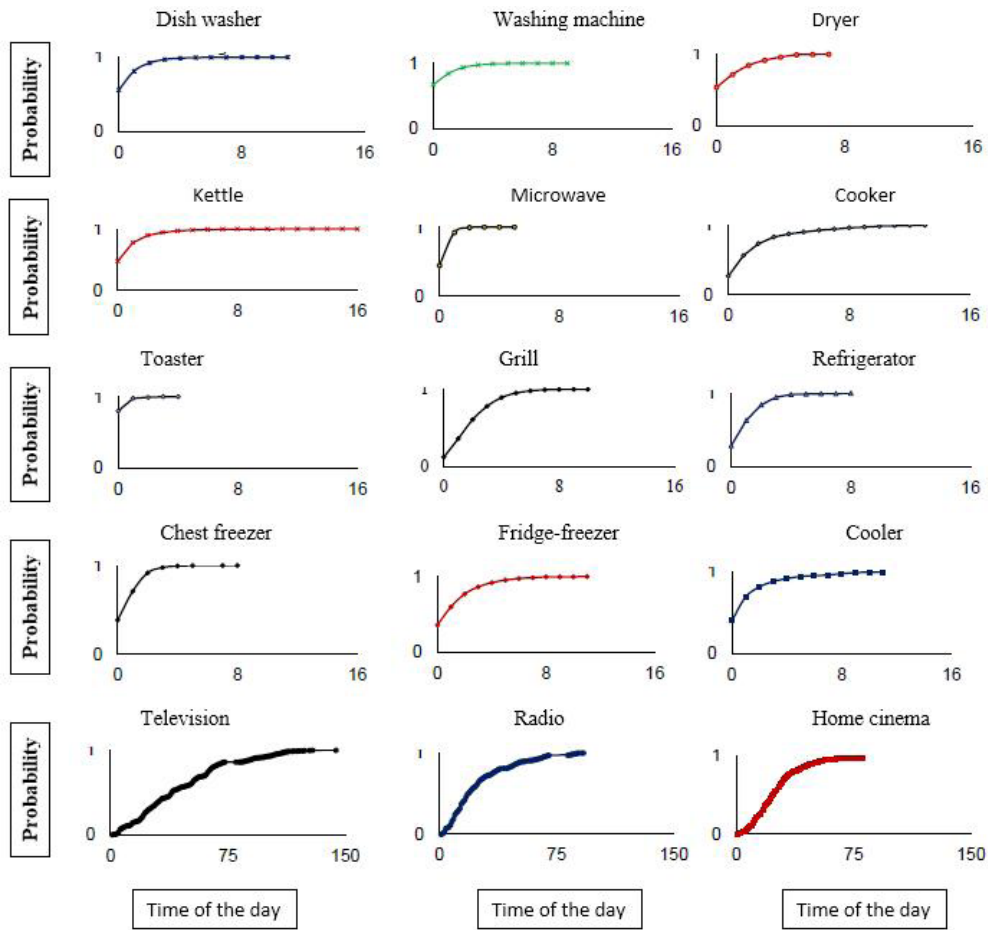 Dish washer Washing machine Dryer
Probability
1 1 1
0 0 0
0 8 16 0 8 16 0 8 16
Kettle Microwave Cooker
Probability
1 1 1
0 0 0
0 8 16 0 8 16 0 8 16
Toaster Grill Refrigerator
Probability
1 1 1
0 0 0
0 8 16 0 8 16 0 8 16
Chest freezer Fridge-freezer Cooler
Probability
1 1 1
0 0 0
0 8 16 0 8 16 0 8 16
Television Radio Home cinema
Probability
1 1 1
0 0 0
0 75 150 0 75 150 0 75 150
Time of the day Time of the day Time of the day